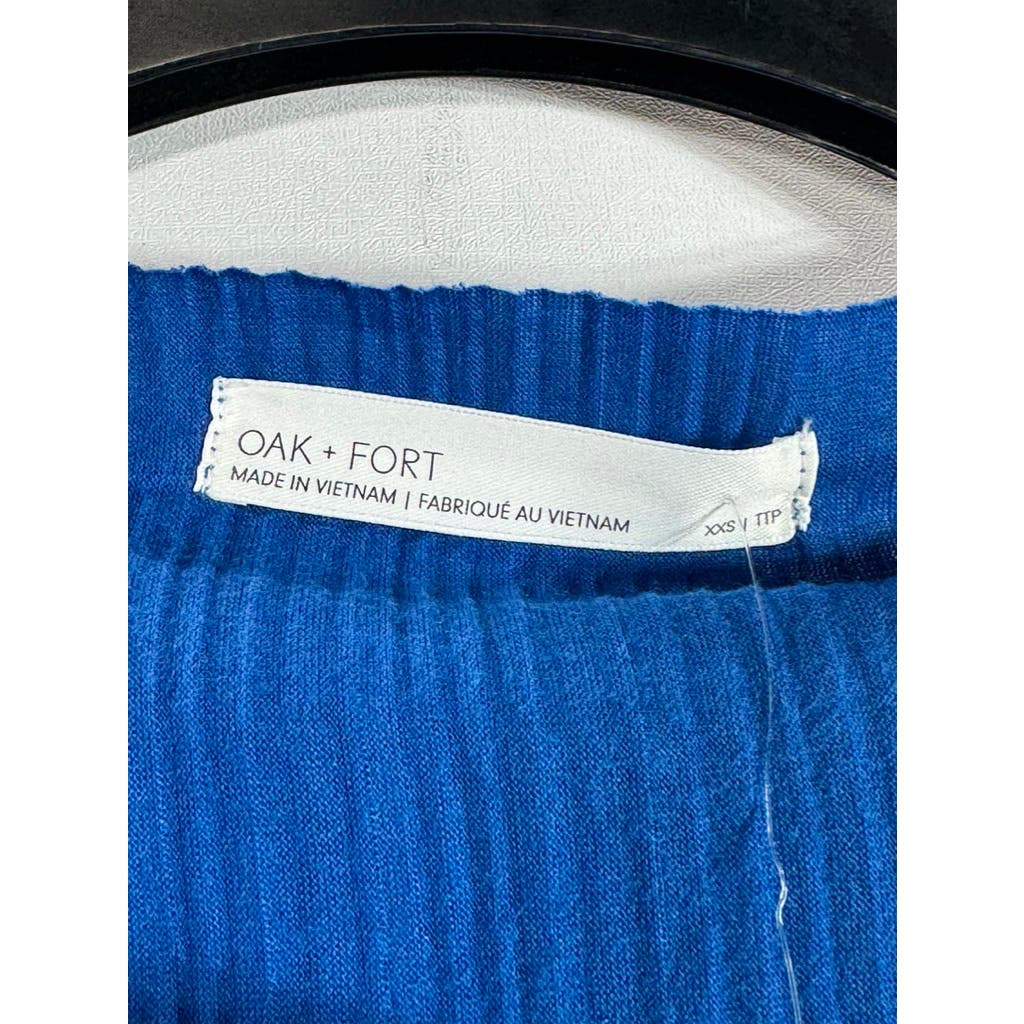 OAK + FORT
MADE IN VIETNAM | FABRIQUÉ AU VIETNAM
XXS | TTP